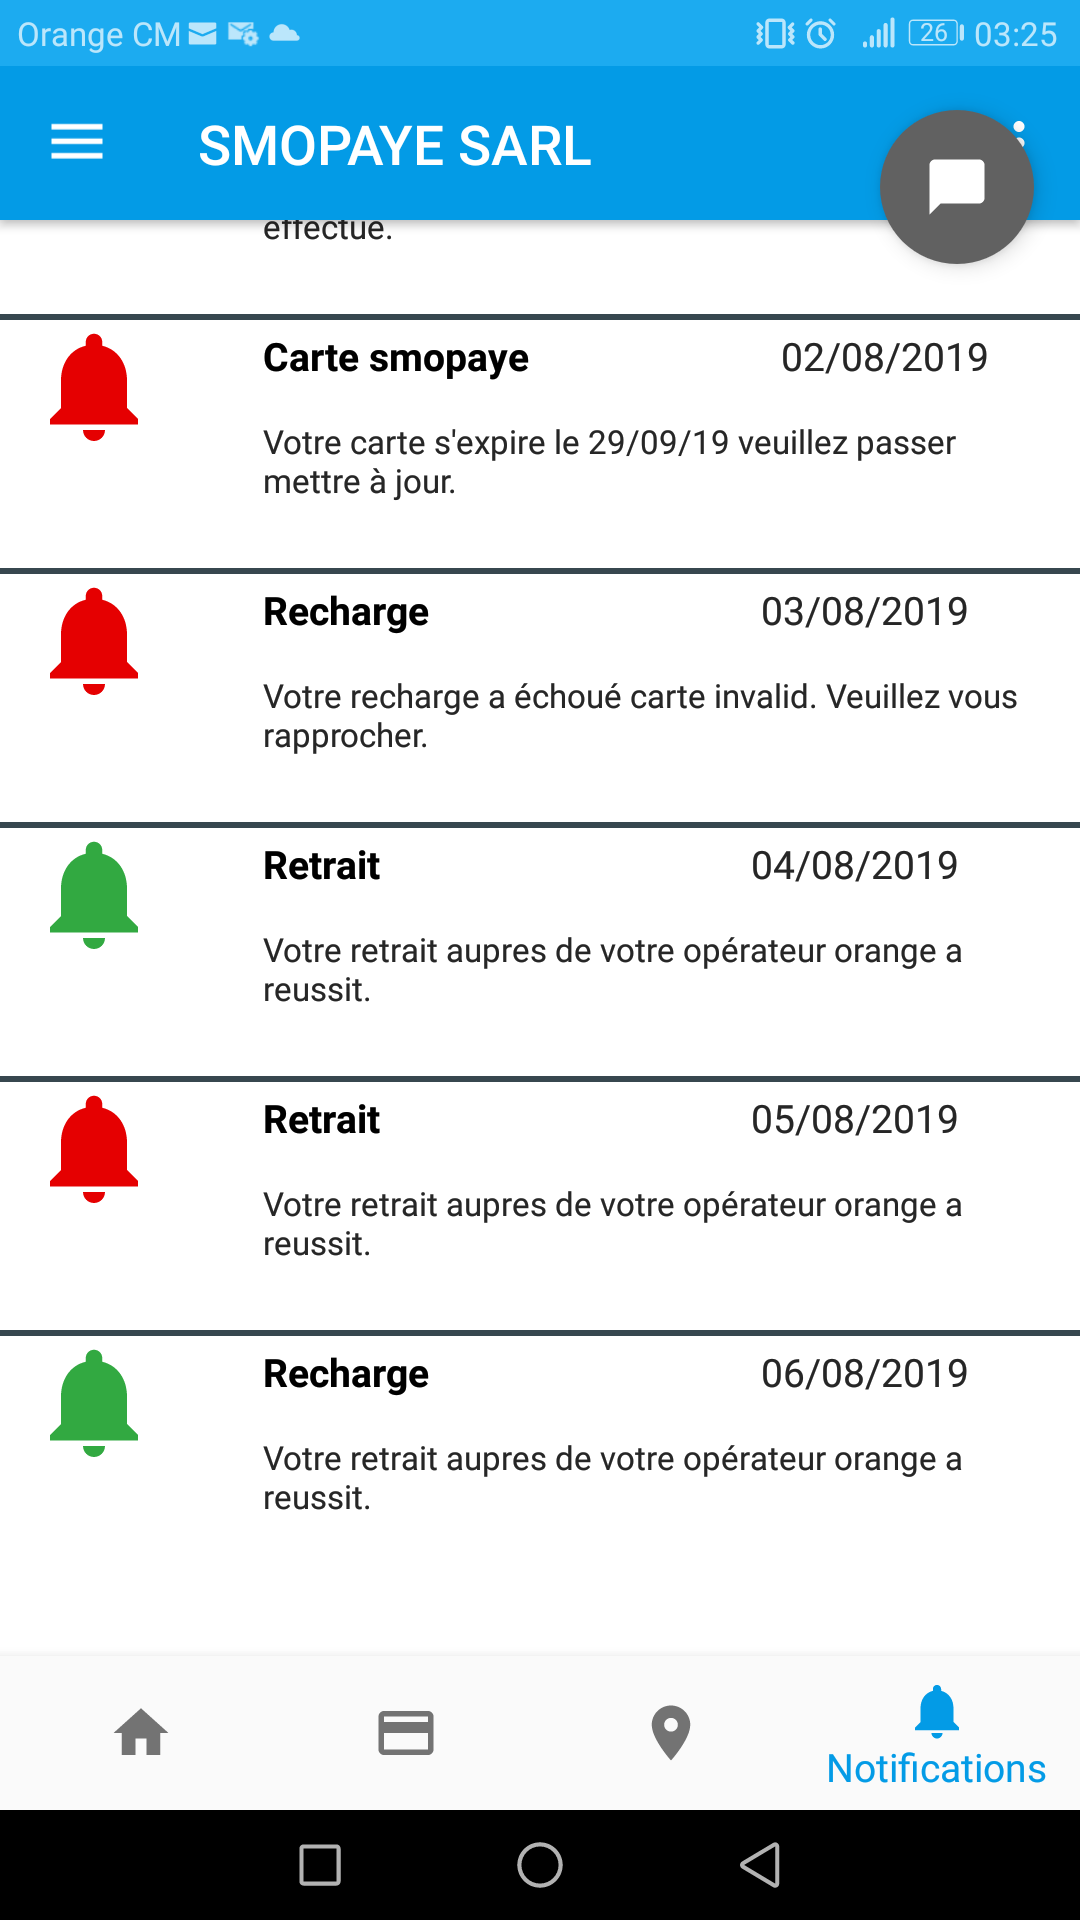 Orange CM
26
03:25
SMOPAYE SARL
effectué.
Carte smopaye
02/08/2019
Votre carte s'expire le 29/09/19 veuillez passer
mettre à jour.
Recharge
03/08/2019
Votre recharge a échoué carte invalid. Veuillez vous
rapprocher.
Retrait
04/08/2019
Votre retrait aupres de votre opérateur orange a
reussit.
Retrait
05/08/2019
Votre retrait aupres de votre opérateur orange a
reussit.
Recharge
06/08/2019
Votre retrait aupres de votre opérateur orange a
reussit.
Notifications